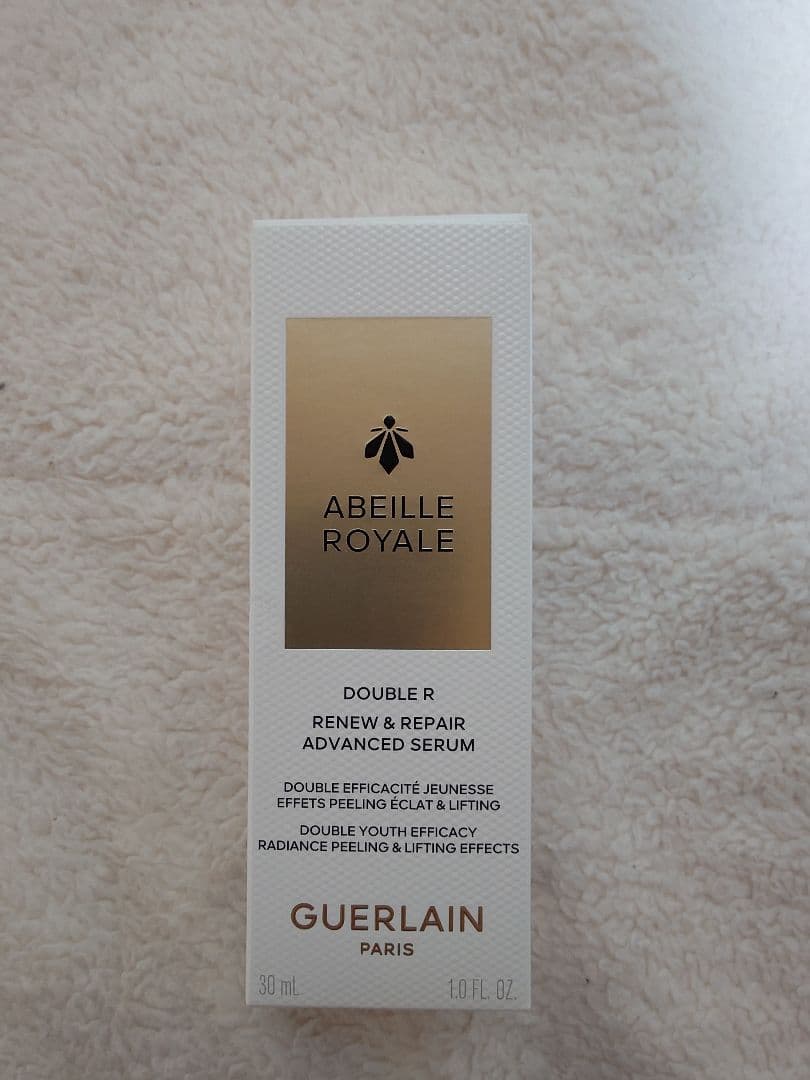 ABEILLE
ROYALE
DOUBLE R
RENEW & REPAIR
ADVANCED SERUM
DOUBLE EFFICACITÉ JEUNESSE
EFFETS PEELING ÉCLAT & LIFTING
DOUBLE YOUTH EFFICACY
RADIANCE PEELING & LIFTING EFFECTS
GUERLAIN
PARIS
30 mL 1.0 FL. OZ.